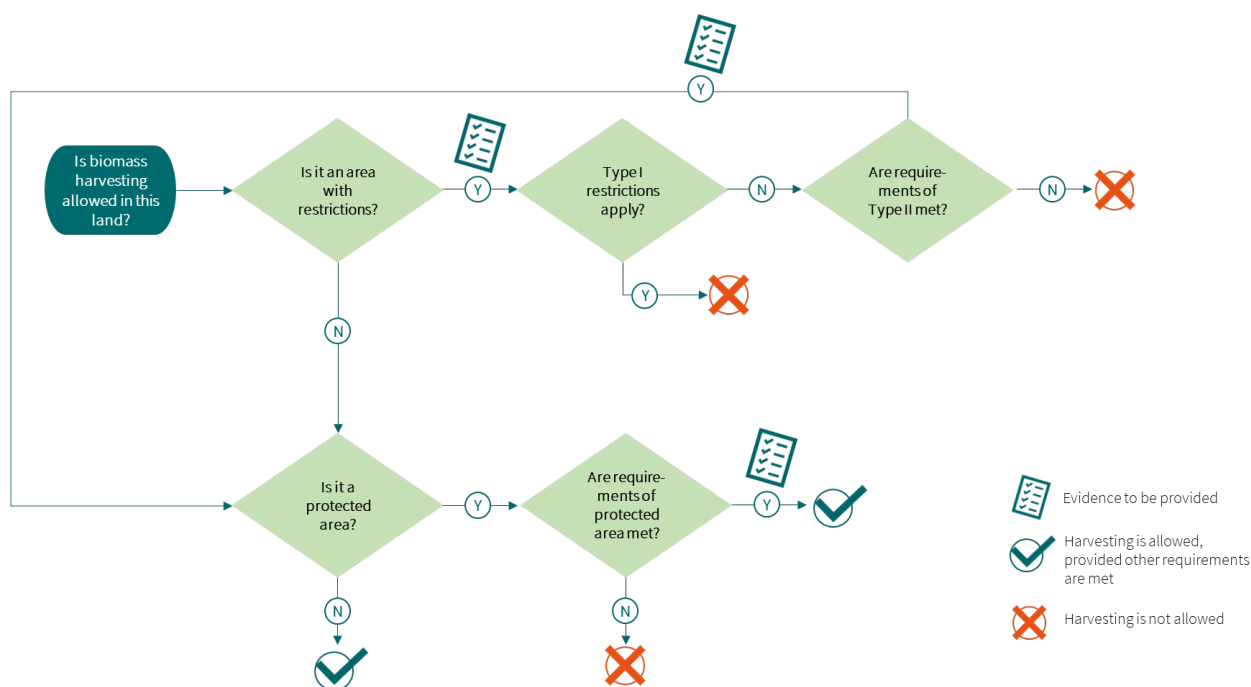 Y
Is biomass
harvesting
allowed in this
land?
Is it an area
with
restrictions?
Y
Type I
restrictions
apply?
N
Are require-
ments of
Type II met?
N
Y
N
Is it a
protected
area?
Y
Are require-
ments of
protected
area met?
Y
N
N
Evidence to be provided
Harvesting is allowed,
provided other requirements
are met
Harvesting is not allowed